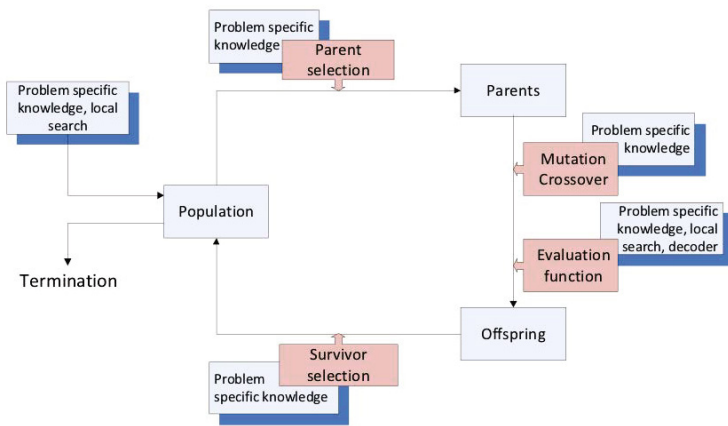 Problem specific
knowledge
Parent
selection
Problem specific
knowledge, local
search
Parents
Problem specific
knowledge
Mutation
Crossover
Population
Problem specific
knowledge, local
search, decoder
Evaluation
function
Termination
Offspring
Survivor
selection
Problem
specific knowledge